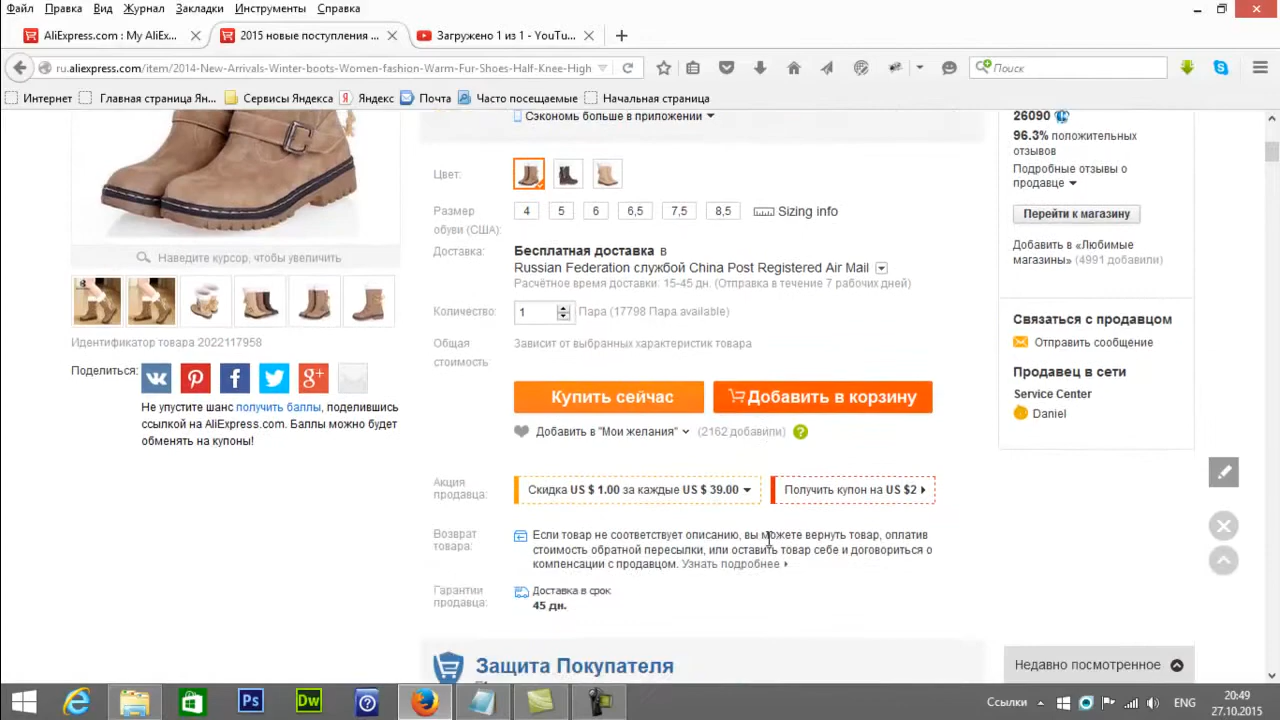 Файл Правка Вид Журнал Закладки Инструменты Справка
AliExpress.com : My AliEx...
2015 новые поступления ...
Загружено 1 из 1 - YouTu...
ru.aliexpress.com/item/2014-New-Arrivals-Winter-boots-Women-fashion-Warm-Fur-Shoes-Half-Knee-High
Поиск
Интернет Главная страница Ян... Сервисы Яндекса Яндекс Почта Часто посещаемые Начальная страница
Сэкономь больше в приложении
Цвет:
Размер обуви (США):
4 5 6 6,5 7,5 8,5 Sizing info
Доставка:
Бесплатная доставка в
Russian Federation службой China Post Registered Air Mail
Расчётное время доставки: 15-45 дн. (Отправка в течение 7 рабочих дней)
Количество:
1 Пара (17798 Пара available)
Общая стоимость:
Зависит от выбранных характеристик товара
Купить сейчас
Добавить в корзину
Добавить в "Мои желания" (2162 добавили) ?
Акция продавца:
Скидка US $ 1.00 за каждые US $ 39.00
Получить купон на US $2
Возврат товара:
Если товар не соответствует описанию, вы можете вернуть товар, оплатив
стоимость обратной пересылки, или оставить товар себе и договориться о
компенсации с продавцом. Узнать подробнее
Гарантии продавца:
Доставка в срок
45 дн.
Защита Покупателя
Наведите курсор, чтобы увеличить
Идентификатор товара 2022117958
Поделиться:
Не упустите шанс получить баллы, поделившись
ссылкой на AliExpress.com. Баллы можно будет
обменять на купоны!
26090
96.3% положительных
отзывов
Подробные отзывы о
продавце
Перейти к магазину
Добавить в «Любимые
магазины» (4991 добавили)
Связаться с продавцом
Отправить сообщение
Продавец в сети
Service Center
Daniel
Недавно посмотренное
Ps
Dw
Ссылки
ENG
20:49
27.10.2015